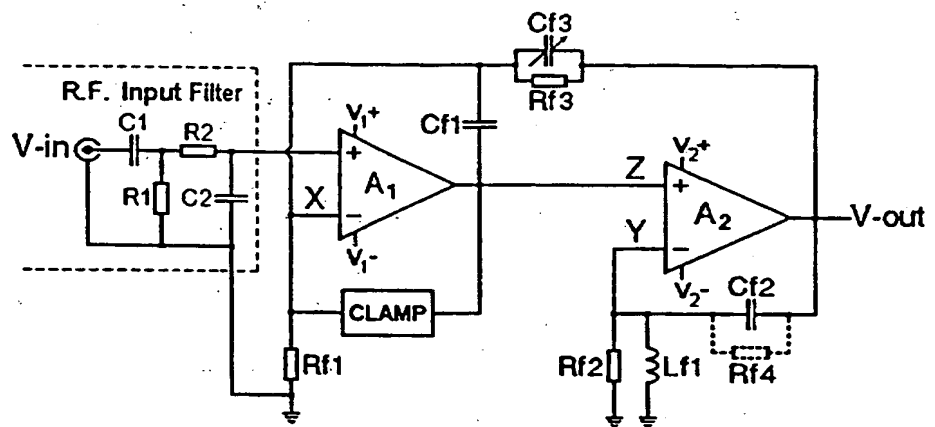 Cf3
R.F. Input Filter
Rf3
C1
R2
V₁+
Cf1
V-in
+
A₁
Z
V₂+
+
R1
C2
X
−
A₂
V-out
Y
−
V₁-
V₂-
Cf2
CLAMP
Rf1
Rf2
Lf1
Rf4